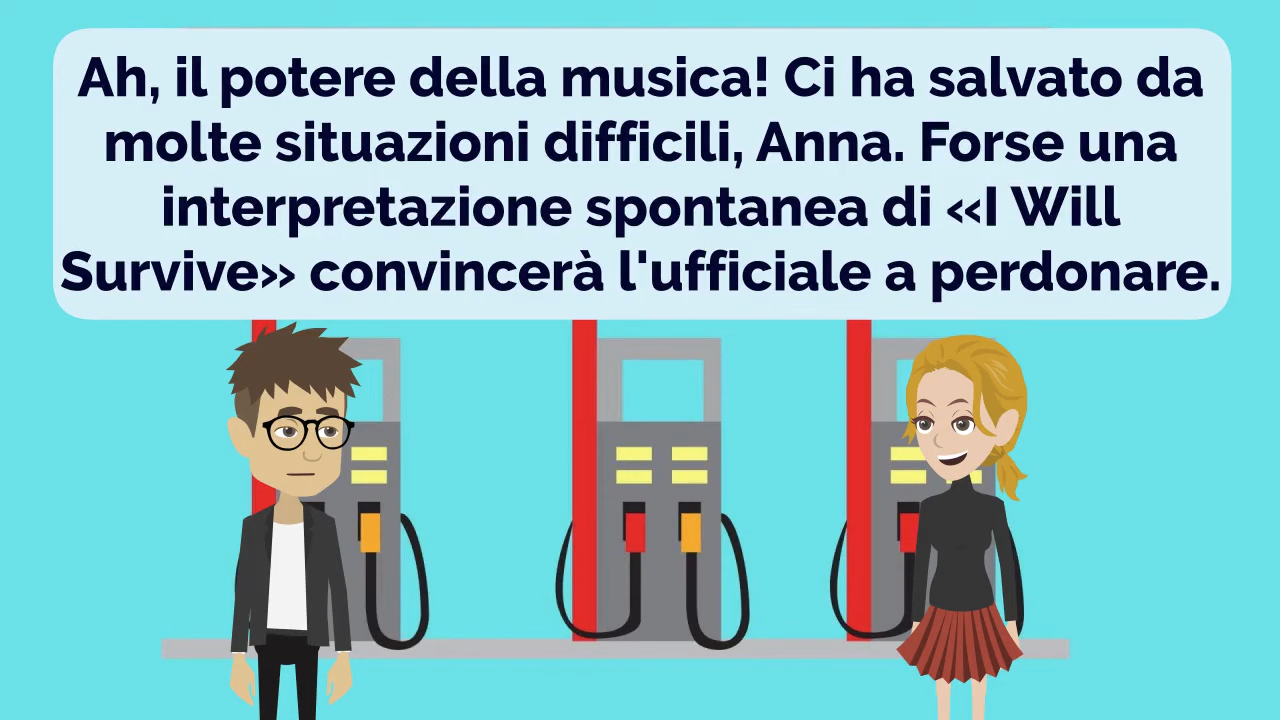 Ah, il potere della musica! Ci ha salvato da
molte situazioni difficili, Anna. Forse una
interpretazione spontanea di «I Will
Survive» convincerà l'ufficiale a perdonare.